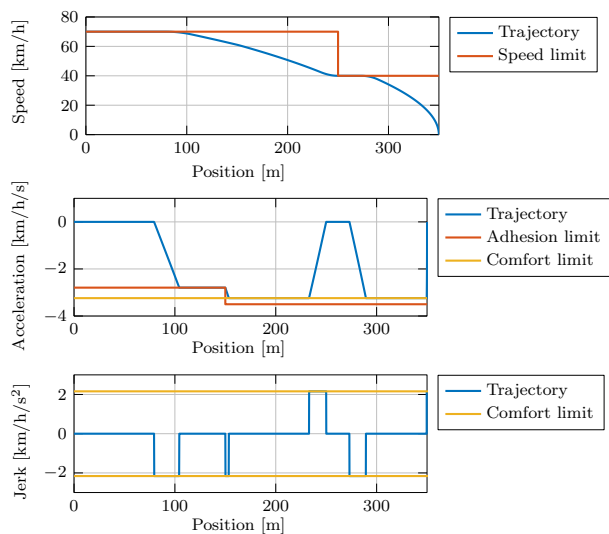 80
60
40
20
0
Speed [km/h]
0
100
200
300
Position [m]
Trajectory
Speed limit
0
−2
−4
Acceleration [km/h/s]
0
100
200
300
Position [m]
Trajectory
Adhesion limit
Comfort limit
2
0
−2
Jerk [km/h/s²]
0
100
200
300
Position [m]
Trajectory
Comfort limit